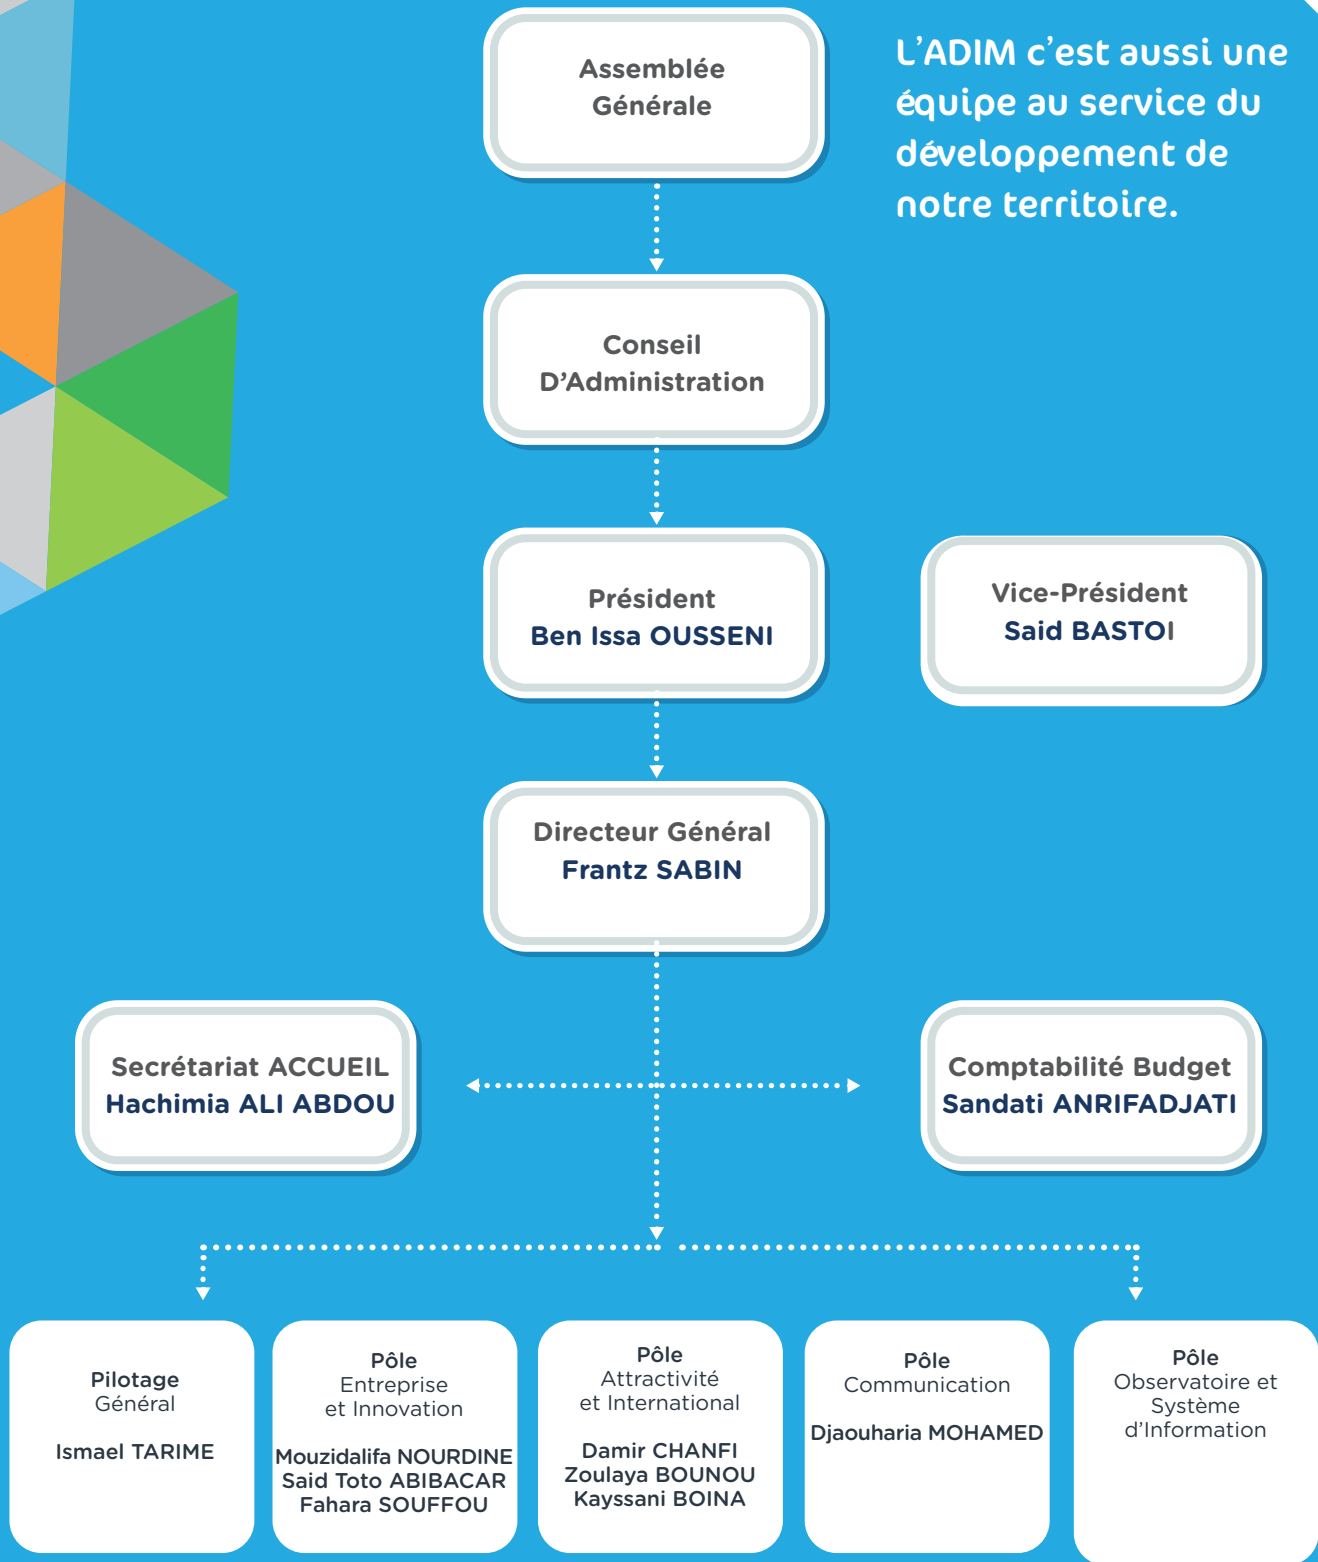 Assemblée
Générale
L'ADIM c'est aussi une
équipe au service du
développement de
notre territoire.
Conseil
D'Administration
Président
Ben Issa OUSSENI
Vice-Président
Said BASTOI
Directeur Général
Frantz SABIN
Secrétariat ACCUEIL
Hachimia ALI ABDOU
Comptabilité Budget
Sandati ANRIFADJATI
Pilotage
Général
Ismael TARIME
Pôle
Entreprise
et Innovation
Mouzidalifa NOURDINE
Said Toto ABIBACAR
Fahara SOUFFOU
Pôle
Attractivité
et International
Damir CHANFI
Zoulaya BOUNOU
Kayssani BOINA
Pôle
Communication
Djaouharia MOHAMED
Pôle
Observatoire et
Système
d'Information